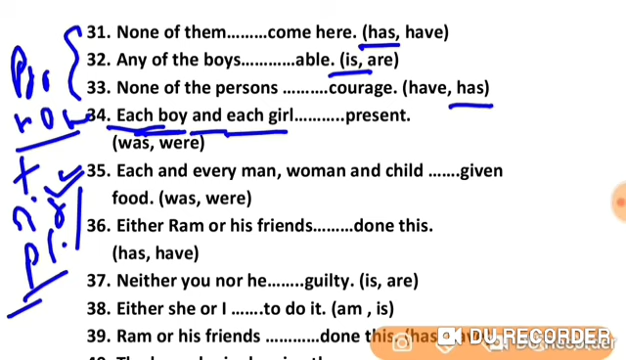 31. None of them.........come here. (has, have)
32. Any of the boys............able. (is, are)
33. None of the persons ..........courage. (have, has)
34. Each boy and each girl...........present.
(was, were)
35. Each and every man, woman and child .......given
food. (was, were)
36. Either Ram or his friends.........done this.
(has, have)
37. Neither you nor he........guilty. (is, are)
38. Either she or I .......to do it. (am , is)
39. Ram or his friends ............done this. (has, have)
DU RECORDER